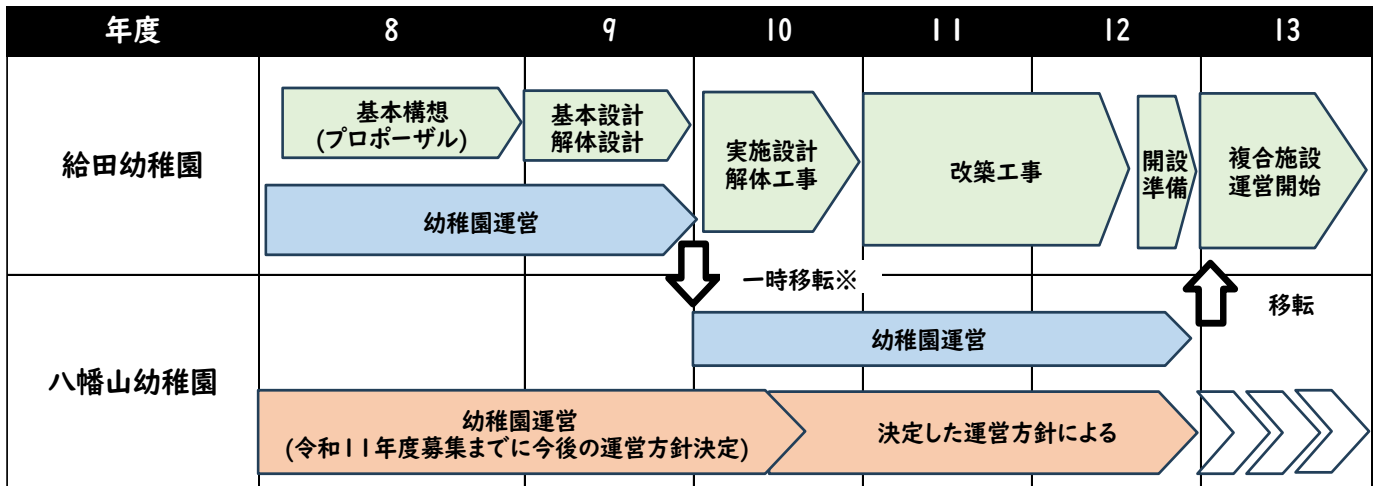 年度 8 9 10 11 12 13
給田幼稚園
基本構想
(プロポーザル)
基本設計
解体設計
実施設計
解体工事
改築工事
開設
準備
複合施設
運営開始
幼稚園運営
一時移転※
移転
八幡山幼稚園
幼稚園運営
幼稚園運営
(令和11年度募集までに今後の運営方針決定)
決定した運営方針による